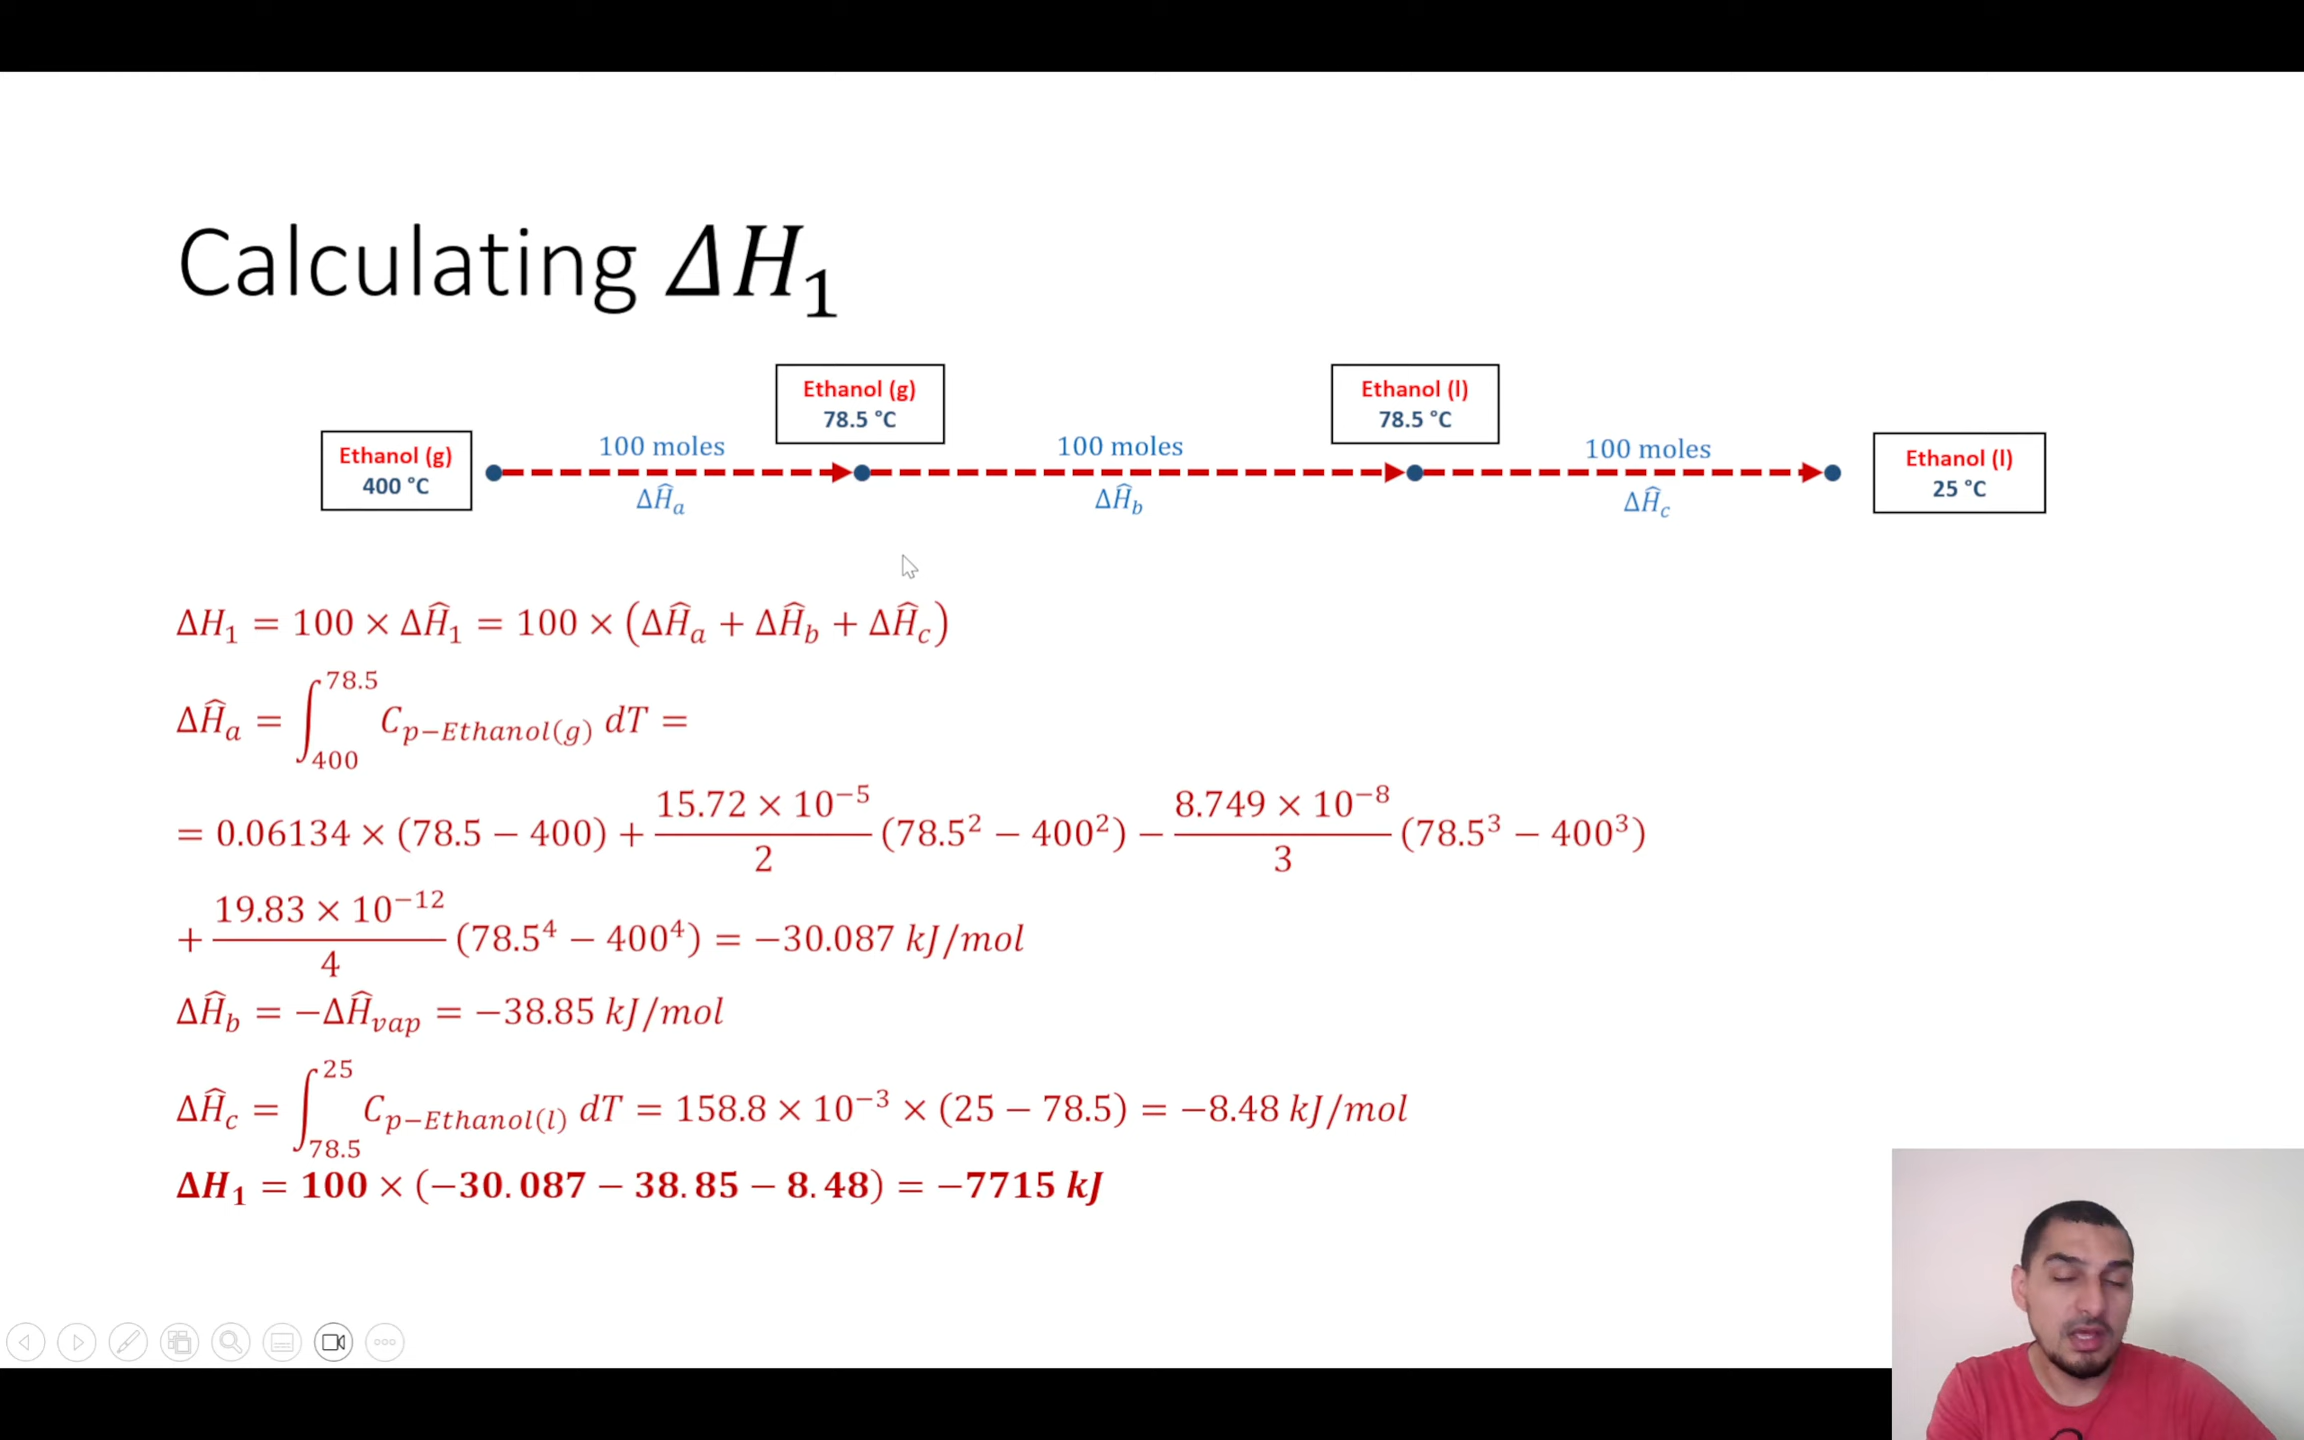 Calculating ΔH₁
Ethanol (g)
78.5 °C
Ethanol (l)
78.5 °C
Ethanol (g)
400 °C
100 moles
ΔĤ_a
100 moles
ΔĤ_b
100 moles
ΔĤ_c
Ethanol (l)
25 °C
ΔH₁ = 100 × ΔĤ₁ = 100 × (ΔĤ_a + ΔĤ_b + ΔĤ_c)
ΔĤ_a = ∫_400^78.5 C_p−Ethanol(g) dT =
= 0.06134 × (78.5 − 400) + (15.72 × 10⁻⁵)/2 (78.5² − 400²) − (8.749 × 10⁻⁸)/3 (78.5³ − 400³)
+ (19.83 × 10⁻¹²)/4 (78.5⁴ − 400⁴) = −30.087 kJ/mol
ΔĤ_b = −ΔĤ_vap = −38.85 kJ/mol
ΔĤ_c = ∫_78.5^25 C_p−Ethanol(l) dT = 158.8 × 10⁻³ × (25 − 78.5) = −8.48 kJ/mol
ΔH₁ = 100 × (−30.087 − 38.85 − 8.48) = −7715 kJ